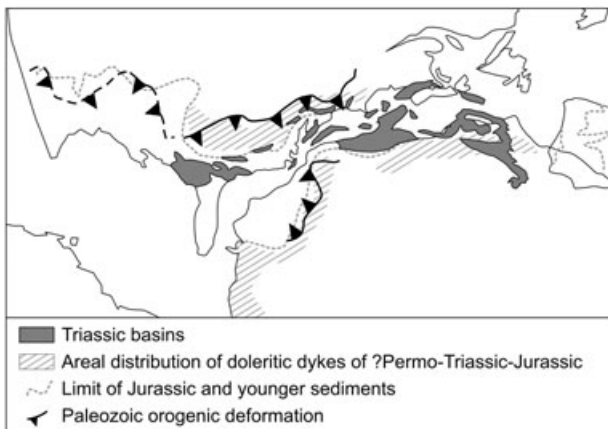 Triassic basins
Areal distribution of doleritic dykes of ?Permo-Triassic-Jurassic
Limit of Jurassic and younger sediments
Paleozoic orogenic deformation